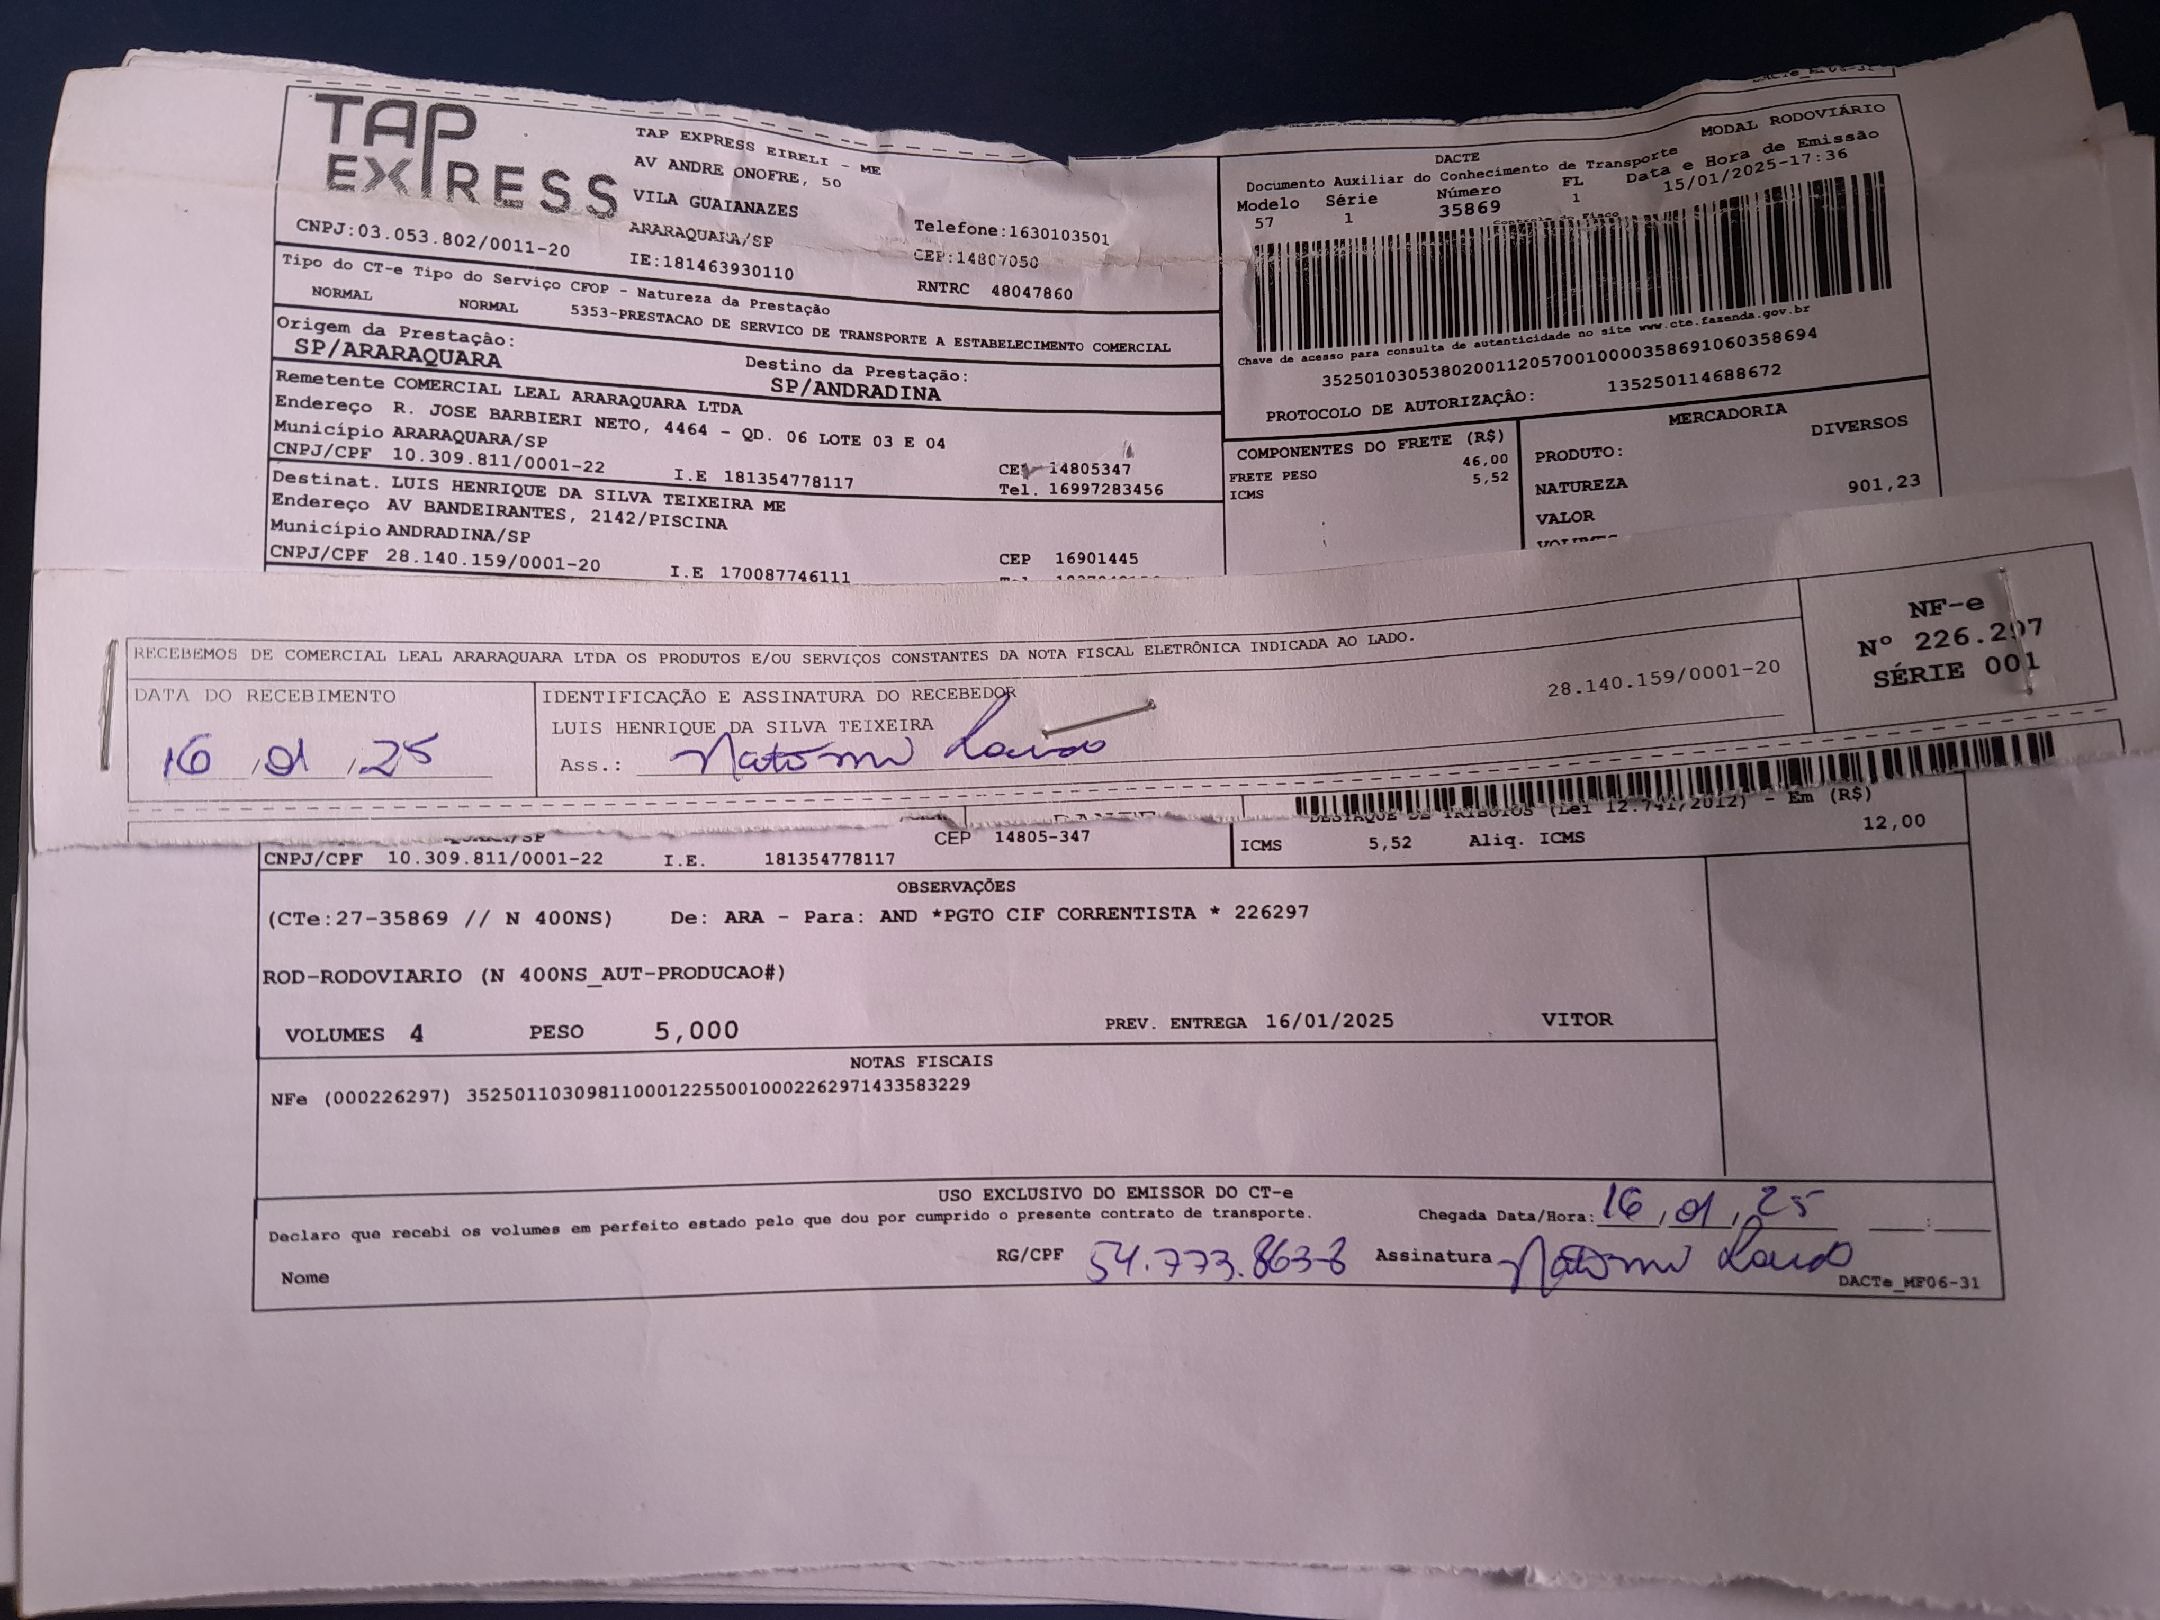 TAP EXPRESS
TAP EXPRESS EIRELI - ME
AV ANDRE ONOFRE, 50
VILA GUAIANAZES
ARARAQUARA/SP
IE:181463930110
CNPJ:03.053.802/0011-20
Telefone:1630103501
CEP:14807050
RNTRC 48047860
MODAL RODOVIÁRIO
DACTE
Documento Auxiliar do Conhecimento de Transporte
Modelo Série Número FL Data e Hora de Emissão
57 1 35869 1 15/01/2025-17:36
Controle do Fisco
Chave de acesso para consulta de autenticidade no site www.cte.fazenda.gov.br
35250103053802001120570010000358691060358694
PROTOCOLO DE AUTORIZAÇÃO: 135250114688672
Tipo do CT-e Tipo do Serviço CFOP - Natureza da Prestação
NORMAL NORMAL 5353-PRESTACAO DE SERVICO DE TRANSPORTE A ESTABELECIMENTO COMERCIAL
Origem da Prestação:
SP/ARARAQUARA
Destino da Prestação:
SP/ANDRADINA
Remetente COMERCIAL LEAL ARARAQUARA LTDA
Endereço R. JOSE BARBIERI NETO, 4464 - QD. 06 LOTE 03 E 04
Município ARARAQUARA/SP
CEP 14805347
CNPJ/CPF 10.309.811/0001-22 I.E 181354778117 Tel. 16997283456
Destinat. LUIS HENRIQUE DA SILVA TEIXEIRA ME
Endereço AV BANDEIRANTES, 2142/PISCINA
Município ANDRADINA/SP
CEP 16901445
CNPJ/CPF 28.140.159/0001-20 I.E 170087746111
COMPONENTES DO FRETE (R$)
FRETE PESO 46,00
ICMS 5,52
MERCADORIA
PRODUTO: DIVERSOS
NATUREZA
VALOR 901,23
RECEBEMOS DE COMERCIAL LEAL ARARAQUARA LTDA OS PRODUTOS E/OU SERVIÇOS CONSTANTES DA NOTA FISCAL ELETRÔNICA INDICADA AO LADO.
DATA DO RECEBIMENTO
16 / 01 / 25
IDENTIFICAÇÃO E ASSINATURA DO RECEBEDOR
LUIS HENRIQUE DA SILVA TEIXEIRA
28.140.159/0001-20
Ass.:
NF-e
Nº 226.297
SÉRIE 001
CEP 14805-347
CNPJ/CPF 10.309.811/0001-22 I.E. 181354778117
DESTAQUE DE TRIBUTOS (Lei 12.741/2012) - Em (R$)
ICMS 5,52 Aliq. ICMS 12,00
OBSERVAÇÕES
(CTe:27-35869 // N 400NS) De: ARA - Para: AND *PGTO CIF CORRENTISTA * 226297
ROD-RODOVIARIO (N 400NS_AUT-PRODUCAO#)
VOLUMES 4 PESO 5,000 PREV. ENTREGA 16/01/2025 VITOR
NOTAS FISCAIS
NFe (000226297) 35250110309811000122550010002262971433583229
USO EXCLUSIVO DO EMISSOR DO CT-e
Declaro que recebi os volumes em perfeito estado pelo que dou por cumprido o presente contrato de transporte.
Chegada Data/Hora: 16 / 01 / 25
Nome
RG/CPF 54.773.863-8 Assinatura
DACTe_MF06-31